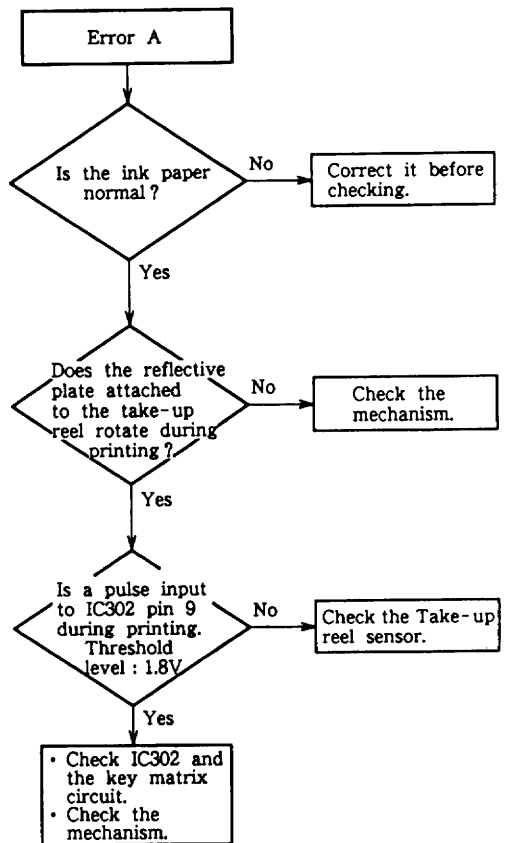 Error A
Is the ink paper
normal?
No
Correct it before
checking.
Yes
Does the reflective
plate attached
to the take-up
reel rotate during
printing?
No
Check the
mechanism.
Yes
Is a pulse input
to IC302 pin 9
during printing.
Threshold
level : 1.8V
No
Check the Take-up
reel sensor.
Yes
• Check IC302 and
the key matrix
circuit.
• Check the
mechanism.